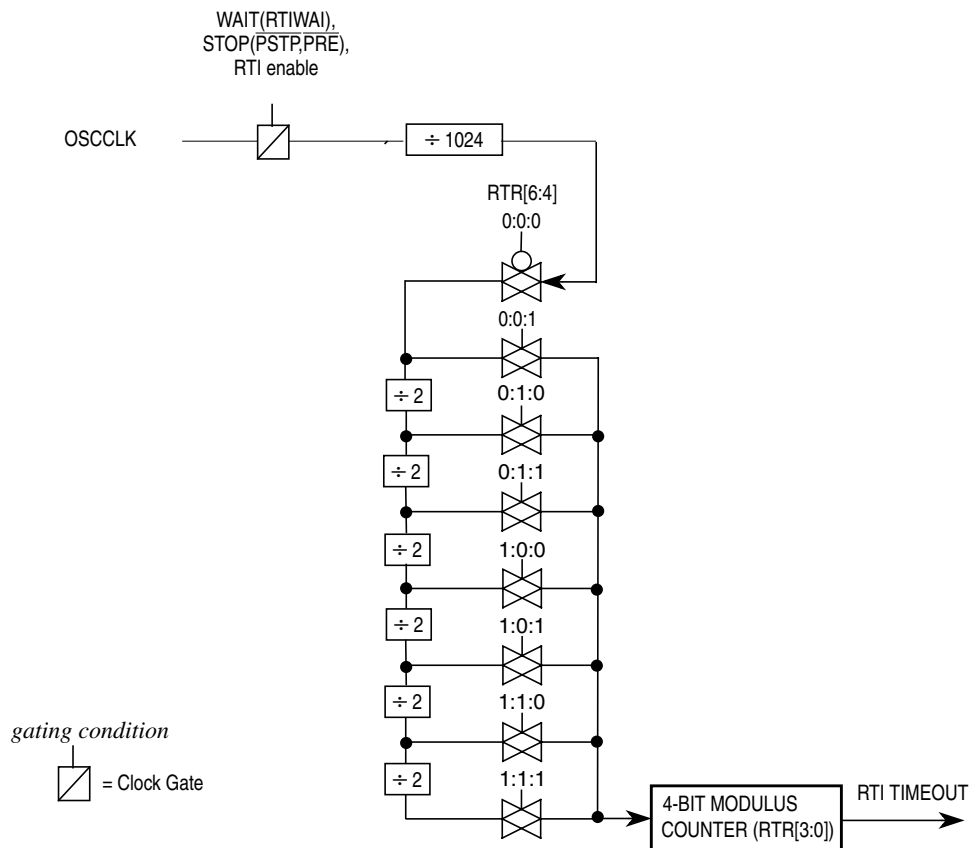 WAIT(RTIWAI),
STOP(PSTP,PRE),
RTI enable
OSCCLK
÷ 1024
RTR[6:4]
0:0:0
0:0:1
÷ 2
0:1:0
÷ 2
0:1:1
÷ 2
1:0:0
÷ 2
1:0:1
÷ 2
1:1:0
÷ 2
1:1:1
gating condition
= Clock Gate
4-BIT MODULUS
COUNTER (RTR[3:0])
RTI TIMEOUT